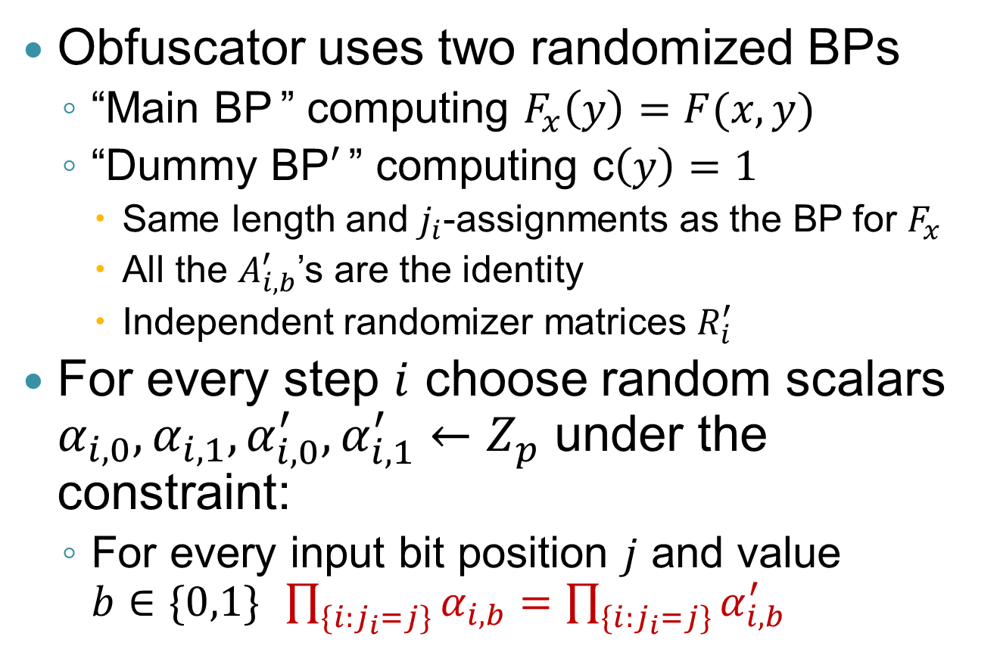 • Obfuscator uses two randomized BPs
◦ “Main BP ” computing $F_x(y) = F(x, y)$
◦ “Dummy BP′ ” computing $\mathrm{c}(y) = 1$
• Same length and $j_i$-assignments as the BP for $F_x$
• All the $A'_{i,b}$’s are the identity
• Independent randomizer matrices $R'_i$
• For every step $i$ choose random scalars
$\alpha_{i,0}, \alpha_{i,1}, \alpha'_{i,0}, \alpha'_{i,1} \leftarrow Z_p$ under the
constraint:
◦ For every input bit position $j$ and value
$b \in \{0,1\}$ $\prod_{\{i:j_i=j\}} \alpha_{i,b} = \prod_{\{i:j_i=j\}} \alpha'_{i,b}$